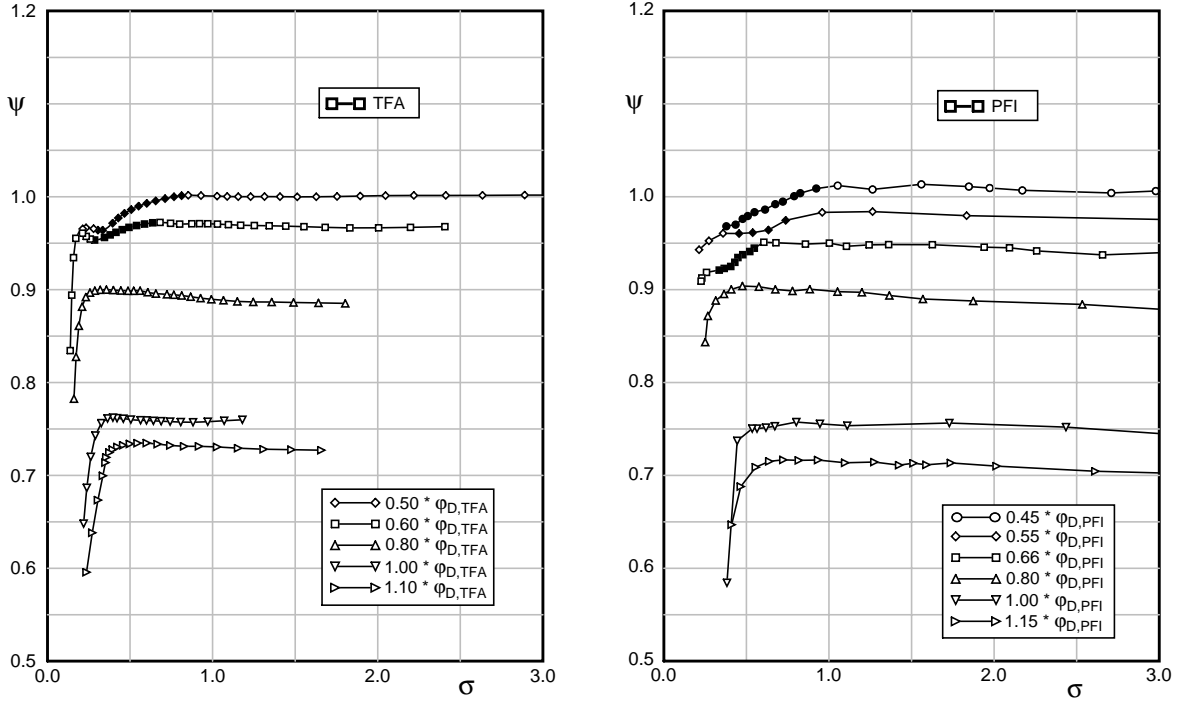 1.2
ψ
TFA
1.0
0.9
0.8
0.7
0.50 * φD,TFA
0.60 * φD,TFA
0.80 * φD,TFA
1.00 * φD,TFA
1.10 * φD,TFA
0.6
0.5
0.0 1.0 σ 2.0 3.0
1.2
ψ
PFI
1.0
0.9
0.8
0.7
0.45 * φD,PFI
0.55 * φD,PFI
0.66 * φD,PFI
0.80 * φD,PFI
1.00 * φD,PFI
1.15 * φD,PFI
0.6
0.5
0.0 1.0 2.0 σ 3.0